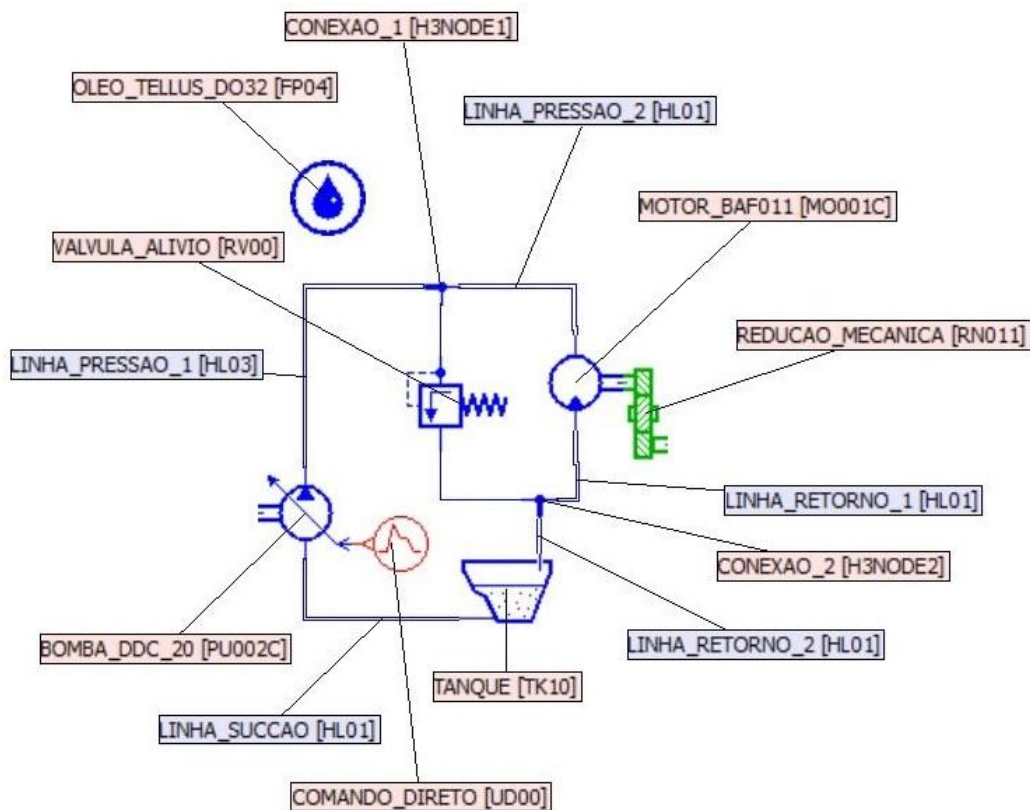 CONEXAO_1 [H3NODE1]
OLEO_TELLUS_DO32 [FP04]
LINHA_PRESSAO_2 [HL01]
MOTOR_BAF011 [MO001C]
VALVULA_ALIVIO [RV00]
REDUCAO_MECANICA [RN011]
LINHA_PRESSAO_1 [HL03]
LINHA_RETORNO_1 [HL01]
CONEXAO_2 [H3NODE2]
BOMBA_DDC_20 [PU002C]
LINHA_RETORNO_2 [HL01]
TANQUE [TK10]
LINHA_SUCCAO [HL01]
COMANDO_DIRETO [UD00]